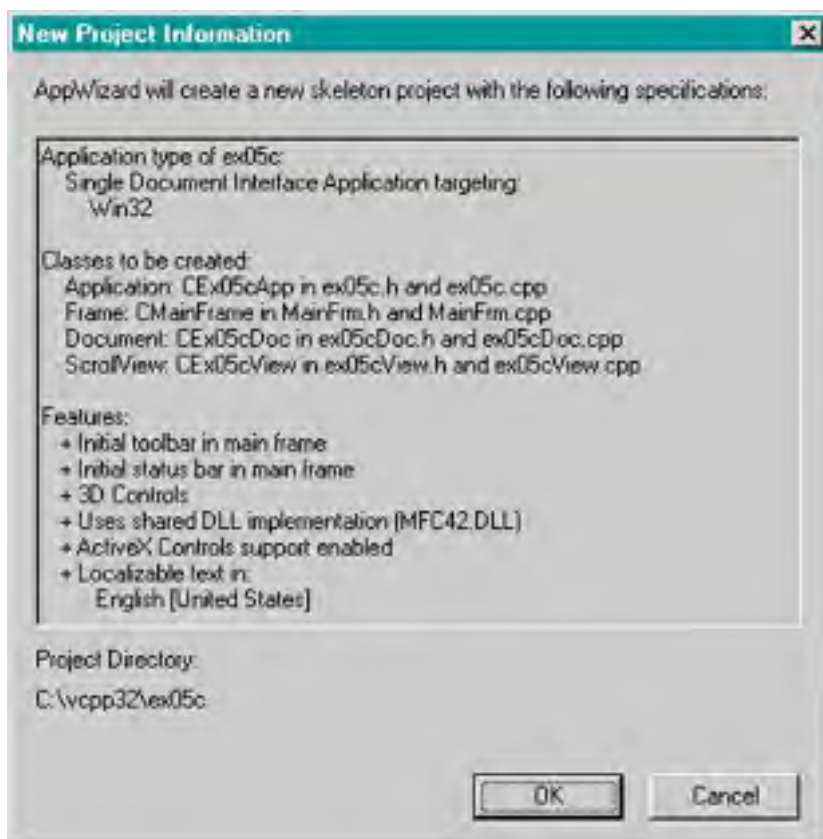 New Project Information
AppWizard will create a new skeleton project with the following specifications:
Application type of ex05c:
Single Document Interface Application targeting:
Win32
Classes to be created:
Application: CEx05cApp in ex05c.h and ex05c.cpp
Frame: CMainFrame in MainFrm.h and MainFrm.cpp
Document: CEx05cDoc in ex05cDoc.h and ex05cDoc.cpp
ScrollView: CEx05cView in ex05cView.h and ex05cView.cpp
Features:
+ Initial toolbar in main frame
+ Initial status bar in main frame
+ 3D Controls
+ Uses shared DLL implementation (MFC42.DLL)
+ ActiveX Controls support enabled
+ Localizable text in:
English [United States]
Project Directory:
C:\vcpp32\ex05c
OK
Cancel